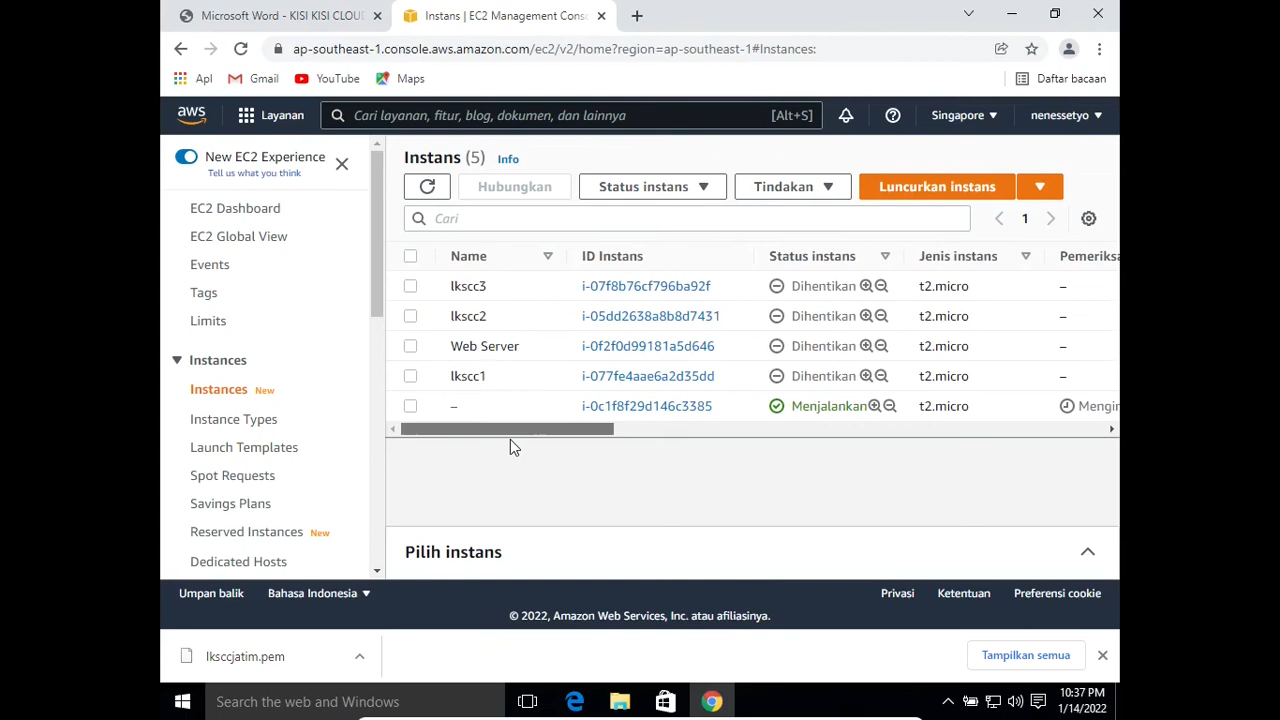 Microsoft Word - KISI KISI CLOUD
Instans | EC2 Management Conso
ap-southeast-1.console.aws.amazon.com/ec2/v2/home?region=ap-southeast-1#Instances:
Apl
Gmail
YouTube
Maps
Daftar bacaan
aws
Layanan
Cari layanan, fitur, blog, dokumen, dan lainnya
[Alt+S]
Singapore
nenessetyo
New EC2 Experience
Tell us what you think
EC2 Dashboard
EC2 Global View
Events
Tags
Limits
Instances
Instances New
Instance Types
Launch Templates
Spot Requests
Savings Plans
Reserved Instances New
Dedicated Hosts
Instans (5) Info
Hubungkan
Status instans
Tindakan
Luncurkan instans
Cari
1
Name ID Instans Status instans Jenis instans Pemeriksa
lkscc3 i-07f8b76cf796ba92f Dihentikan t2.micro –
lkscc2 i-05dd2638a8b8d7431 Dihentikan t2.micro –
Web Server i-0f2f0d99181a5d646 Dihentikan t2.micro –
lkscc1 i-077fe4aae6a2d35dd Dihentikan t2.micro –
– i-0c1f8f29d146c3385 Menjalankan t2.micro Mengin
Pilih instans
Umpan balik
Bahasa Indonesia
Privasi
Ketentuan
Preferensi cookie
© 2022, Amazon Web Services, Inc. atau afiliasinya.
lksccjatim.pem
Tampilkan semua
Search the web and Windows
10:37 PM
1/14/2022